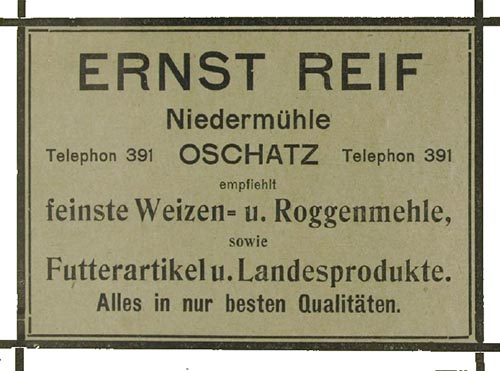 ERNST REIF
Niedermühle
Telephon 391 OSCHATZ Telephon 391
empfiehlt
feinste Weizen- u. Roggenmehle,
sowie
Futterartikel u. Landesprodukte.
Alles in nur besten Qualitäten.